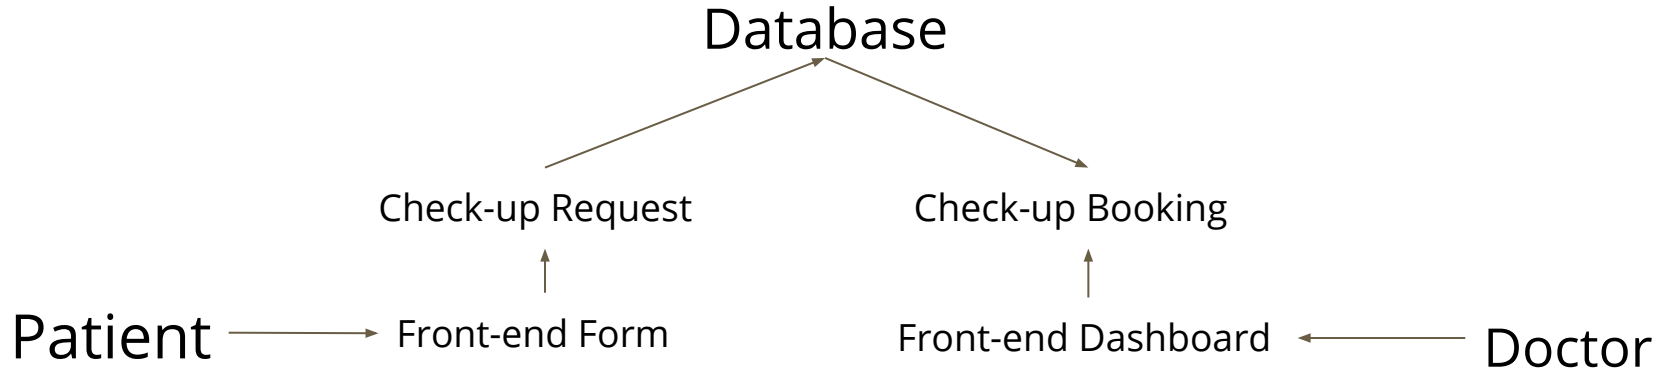 Database
Check-up Request
Check-up Booking
Patient
Front-end Form
Front-end Dashboard
Doctor